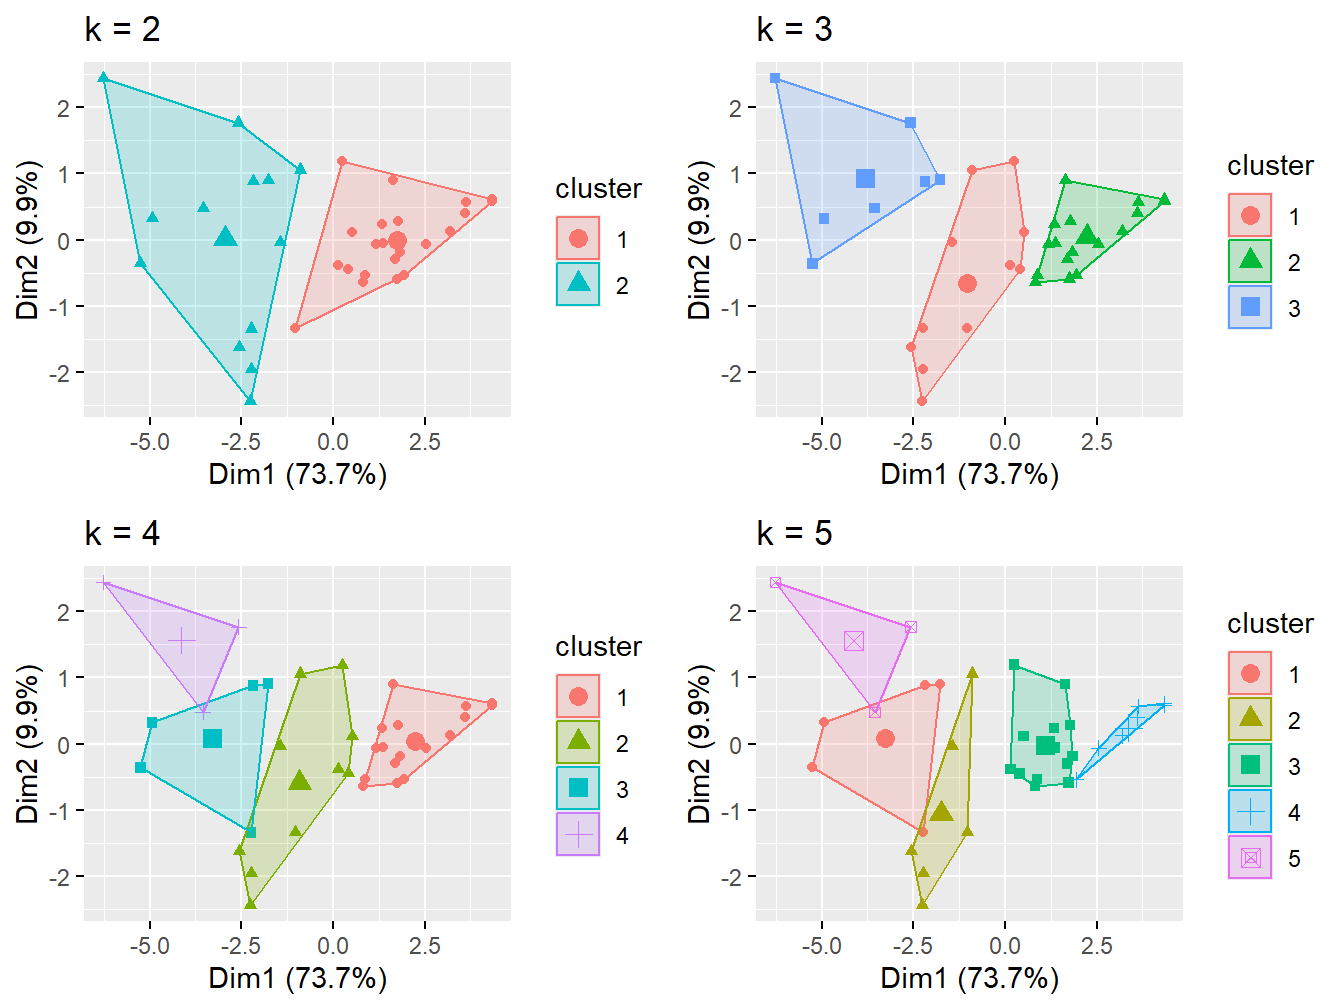 k = 2
2
1
0
-1
-2
Dim2 (9.9%)
-5.0 -2.5 0.0 2.5
Dim1 (73.7%)
cluster
1
2
k = 3
2
1
0
-1
-2
Dim2 (9.9%)
-5.0 -2.5 0.0 2.5
Dim1 (73.7%)
cluster
1
2
3
k = 4
2
1
0
-1
-2
Dim2 (9.9%)
-5.0 -2.5 0.0 2.5
Dim1 (73.7%)
cluster
1
2
3
4
k = 5
2
1
0
-1
-2
Dim2 (9.9%)
-5.0 -2.5 0.0 2.5
Dim1 (73.7%)
cluster
1
2
3
4
5